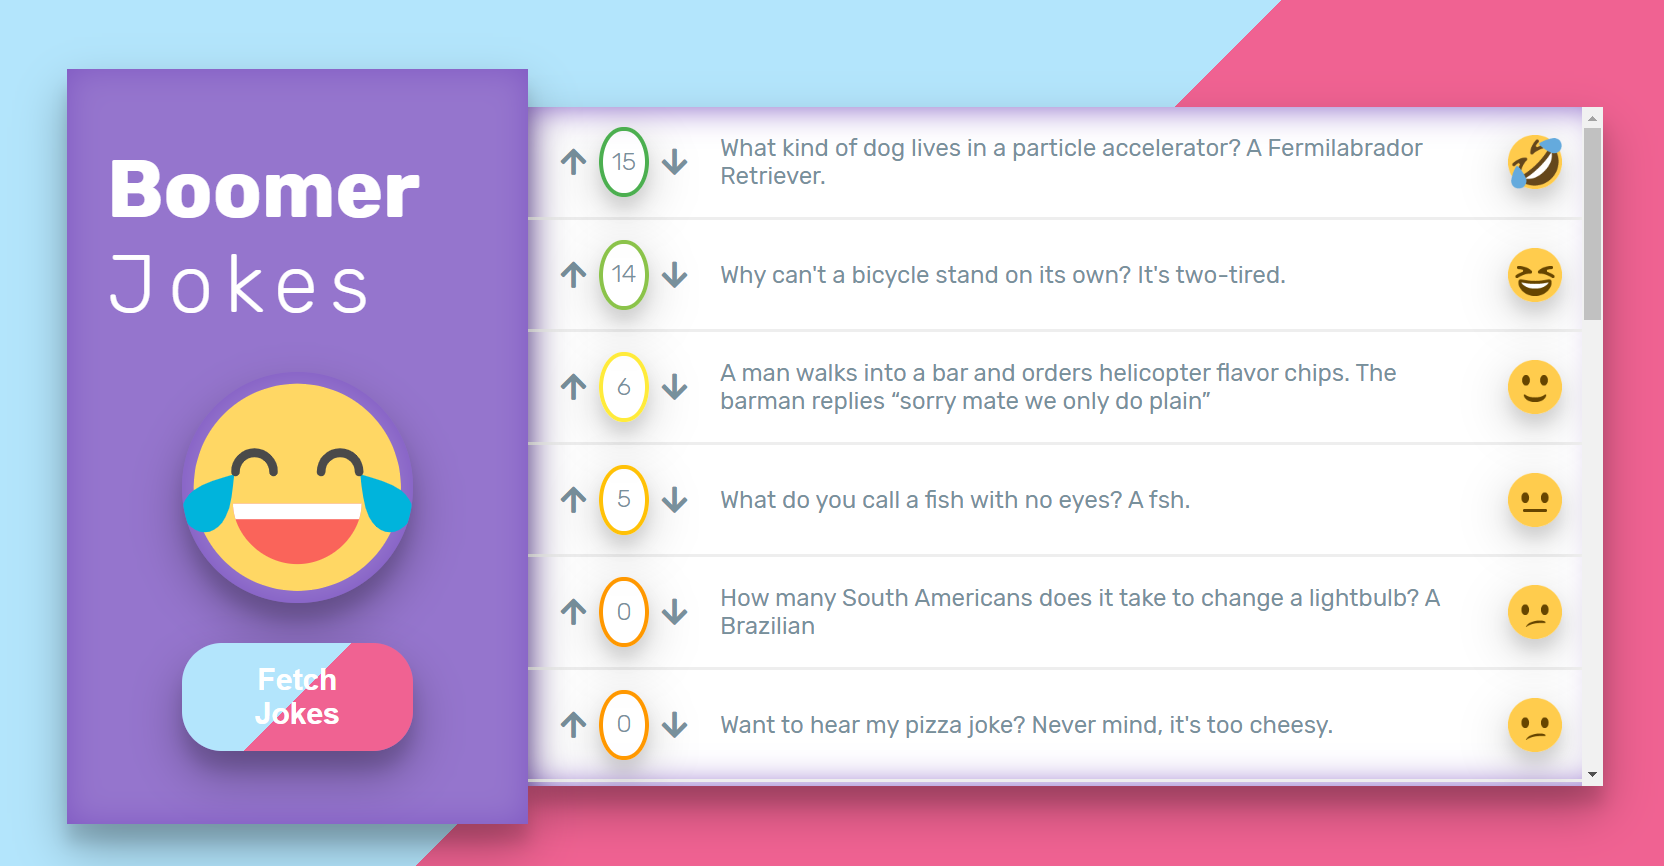 Boomer
Jokes
Fetch
Jokes
15
What kind of dog lives in a particle accelerator? A Fermilabrador
Retriever.
14
Why can't a bicycle stand on its own? It's two-tired.
6
A man walks into a bar and orders helicopter flavor chips. The
barman replies “sorry mate we only do plain”
5
What do you call a fish with no eyes? A fsh.
0
How many South Americans does it take to change a lightbulb? A
Brazilian
0
Want to hear my pizza joke? Never mind, it's too cheesy.